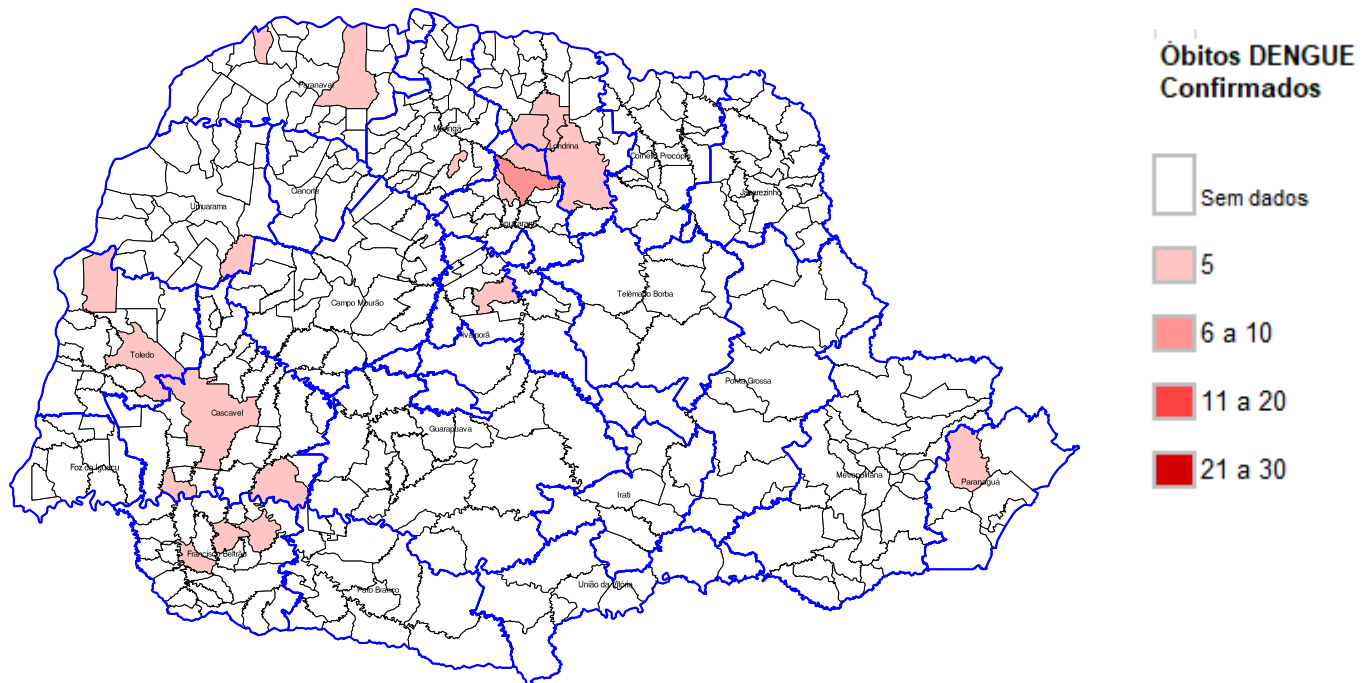 Óbitos DENGUE
Confirmados
Sem dados
5
6 a 10
11 a 20
21 a 30
Paranavaí
Maringá
Londrina
Cornélio Procópio
Jacarezinho
Cianorte
Umuarama
Apucarana
Campo Mourão
Telêmaco Borba
Ivaiporã
Toledo
Ponta Grossa
Cascavel
Guarapuava
Foz do Iguaçu
Metropolitana
Paranaguá
Irati
Francisco Beltrão
União da Vitória
Pato Branco